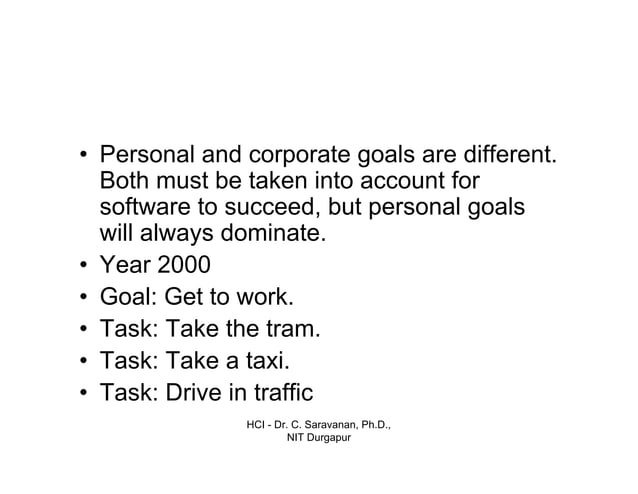 • Personal and corporate goals are different.
Both must be taken into account for
software to succeed, but personal goals
will always dominate.
• Year 2000
• Goal: Get to work.
• Task: Take the tram.
• Task: Take a taxi.
• Task: Drive in traffic
HCI - Dr. C. Saravanan, Ph.D.,
NIT Durgapur